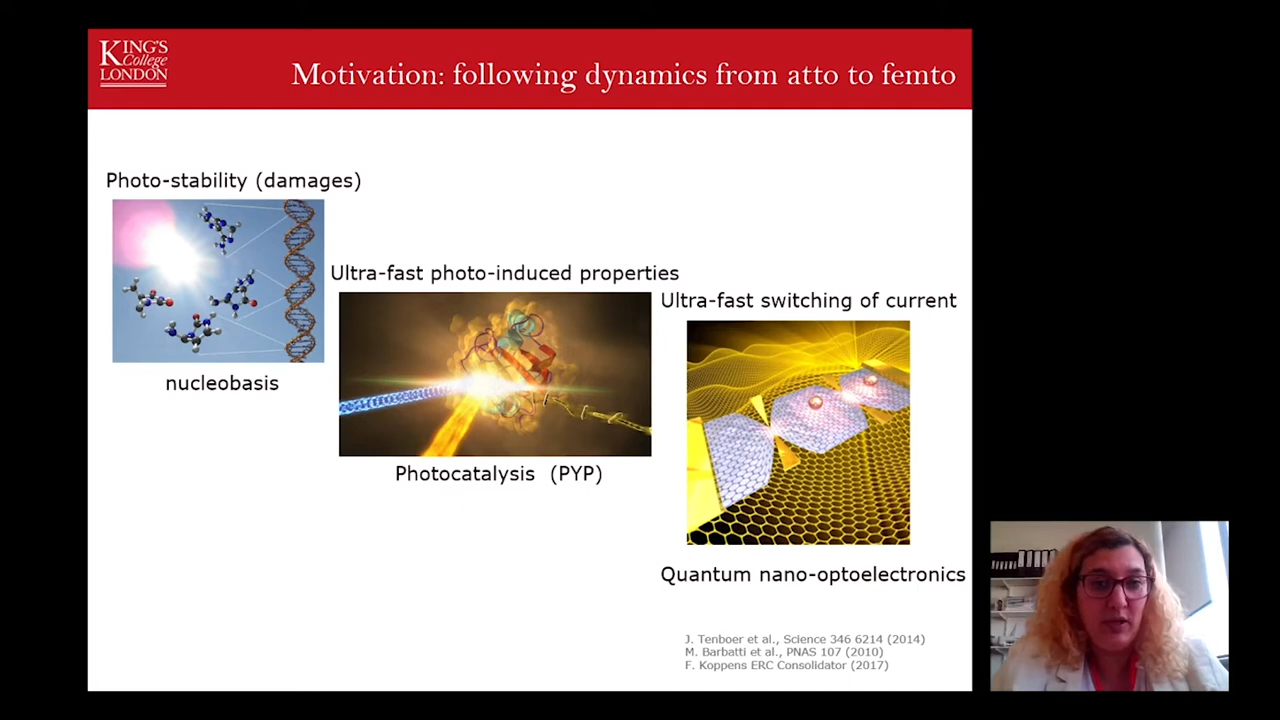 KING'S
College
LONDON
Motivation: following dynamics from atto to femto
Photo-stability (damages)
nucleobasis
Ultra-fast photo-induced properties
Photocatalysis (PYP)
Ultra-fast switching of current
Quantum nano-optoelectronics
J. Tenboer et al., Science 346 6214 (2014)
M. Barbatti et al., PNAS 107 (2010)
F. Koppens ERC Consolidator (2017)